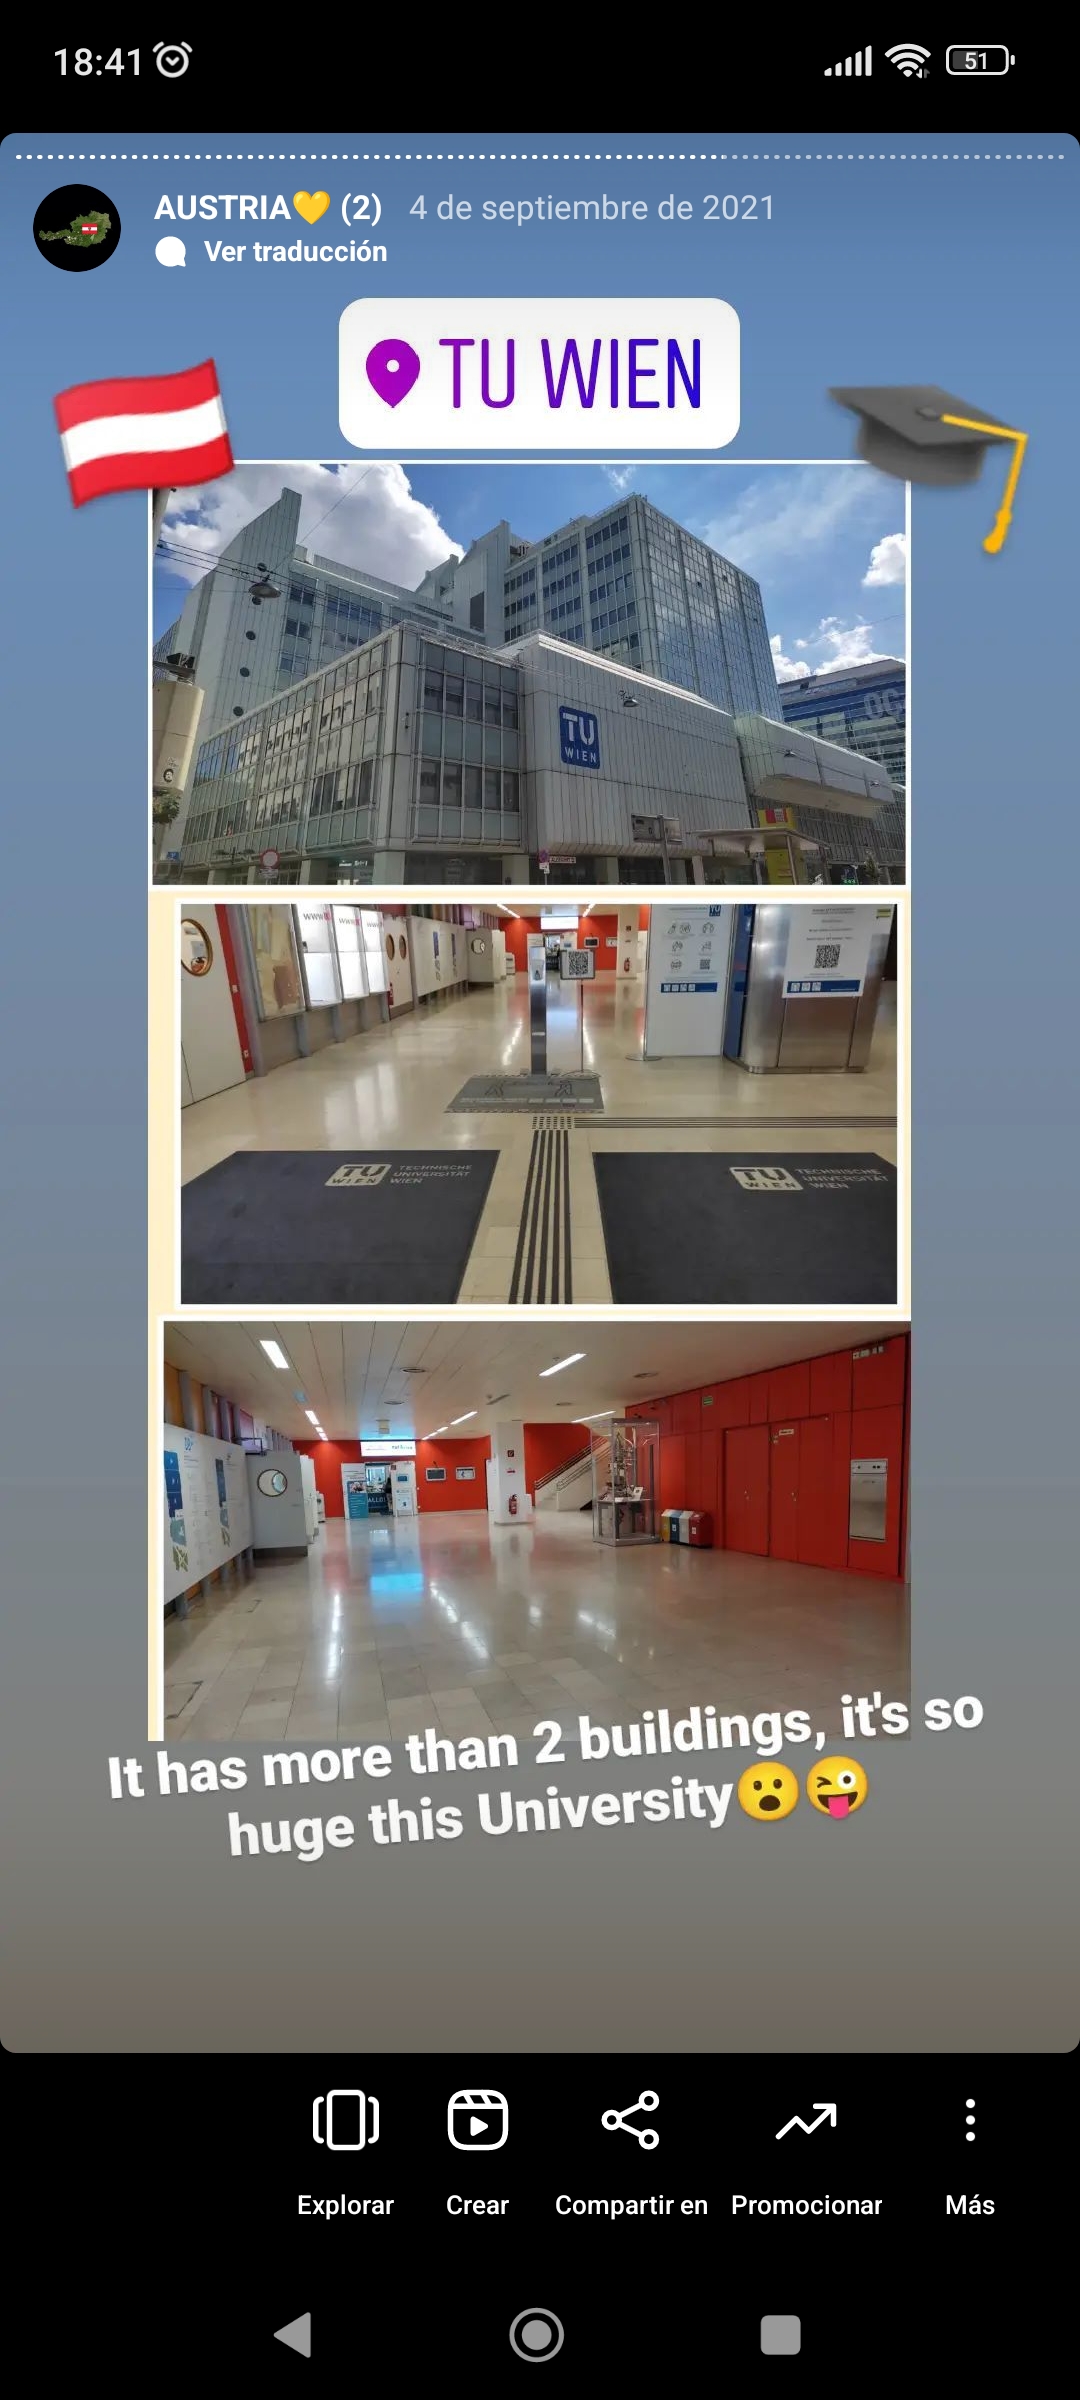 18:41
51
AUSTRIA💛 (2) 4 de septiembre de 2021
Ver traducción
TU WIEN
TU
WIEN
TU
WIEN
TECHNISCHE
UNIVERSITÄT
WIEN
TU
WIEN
TECHNISCHE
UNIVERSITÄT
WIEN
It has more than 2 buildings, it's so
huge this University😮😜
Explorar
Crear
Compartir en
Promocionar
Más